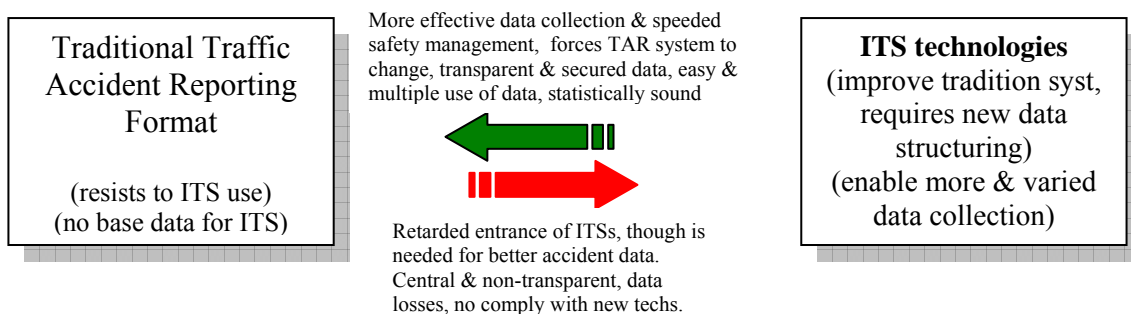 Traditional Traffic
Accident Reporting
Format
(resists to ITS use)
(no base data for ITS)
More effective data collection & speeded
safety management, forces TAR system to
change, transparent & secured data, easy &
multiple use of data, statistically sound
Retarded entrance of ITSs, though is
needed for better accident data.
Central & non-transparent, data
losses, no comply with new techs.
ITS technologies
(improve tradition syst,
requires new data
structuring)
(enable more & varied
data collection)